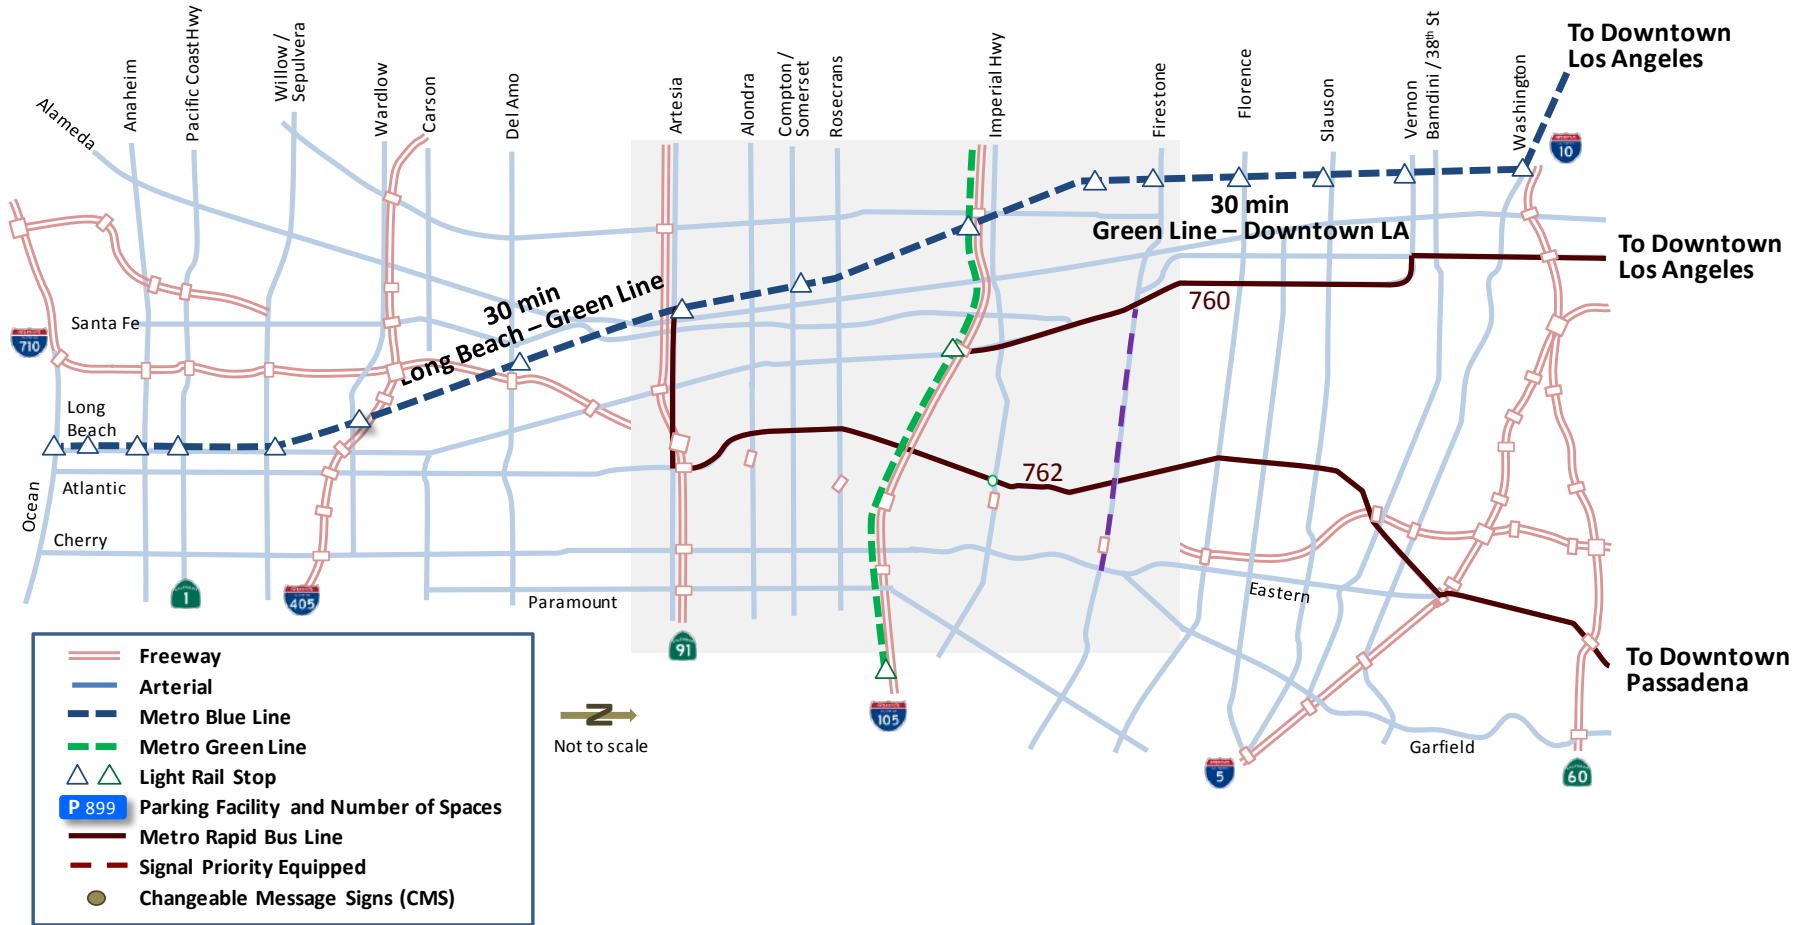 Alameda
Anaheim
Pacific Coast Hwy
Willow /
Sepulvera
Wardlow
Carson
Del Amo
Artesia
Alondra
Compton /
Somerset
Rosecrans
Imperial Hwy
Firestone
Florence
Slauson
Vernon
Bandini / 38th St
Washington
To Downtown
Los Angeles
10
30 min
Green Line – Downtown LA
To Downtown
Los Angeles
30 min
Long Beach – Green Line
760
Santa Fe
710
Long
Beach
762
Atlantic
Ocean
Cherry
1
405
Paramount
Eastern
91
105
5
60
Garfield
To Downtown
Passadena
N
Not to scale
Freeway
Arterial
Metro Blue Line
Metro Green Line
Light Rail Stop
P 899
Parking Facility and Number of Spaces
Metro Rapid Bus Line
Signal Priority Equipped
Changeable Message Signs (CMS)